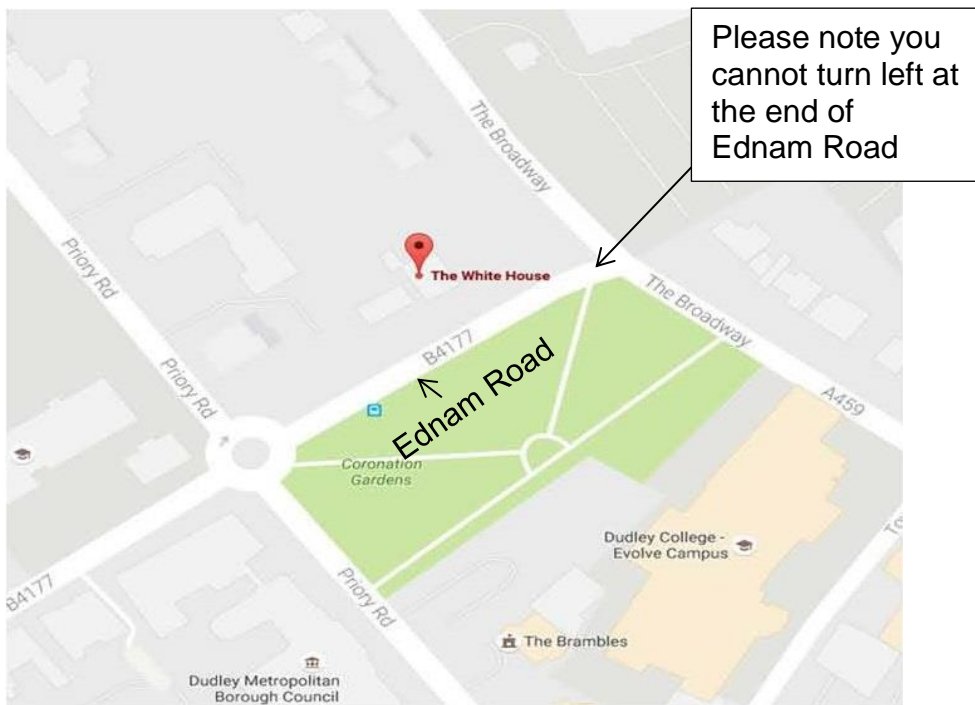 Please note you
cannot turn left at
the end of
Ednam Road
The Broadway
Priory Rd
The White House
The Broadway
B4177
Ednam Road
Priory Rd
A459
Coronation
Gardens
Dudley College -
Evolve Campus
To
B4177
Priory Rd
The Brambles
Dudley Metropolitan
Borough Council